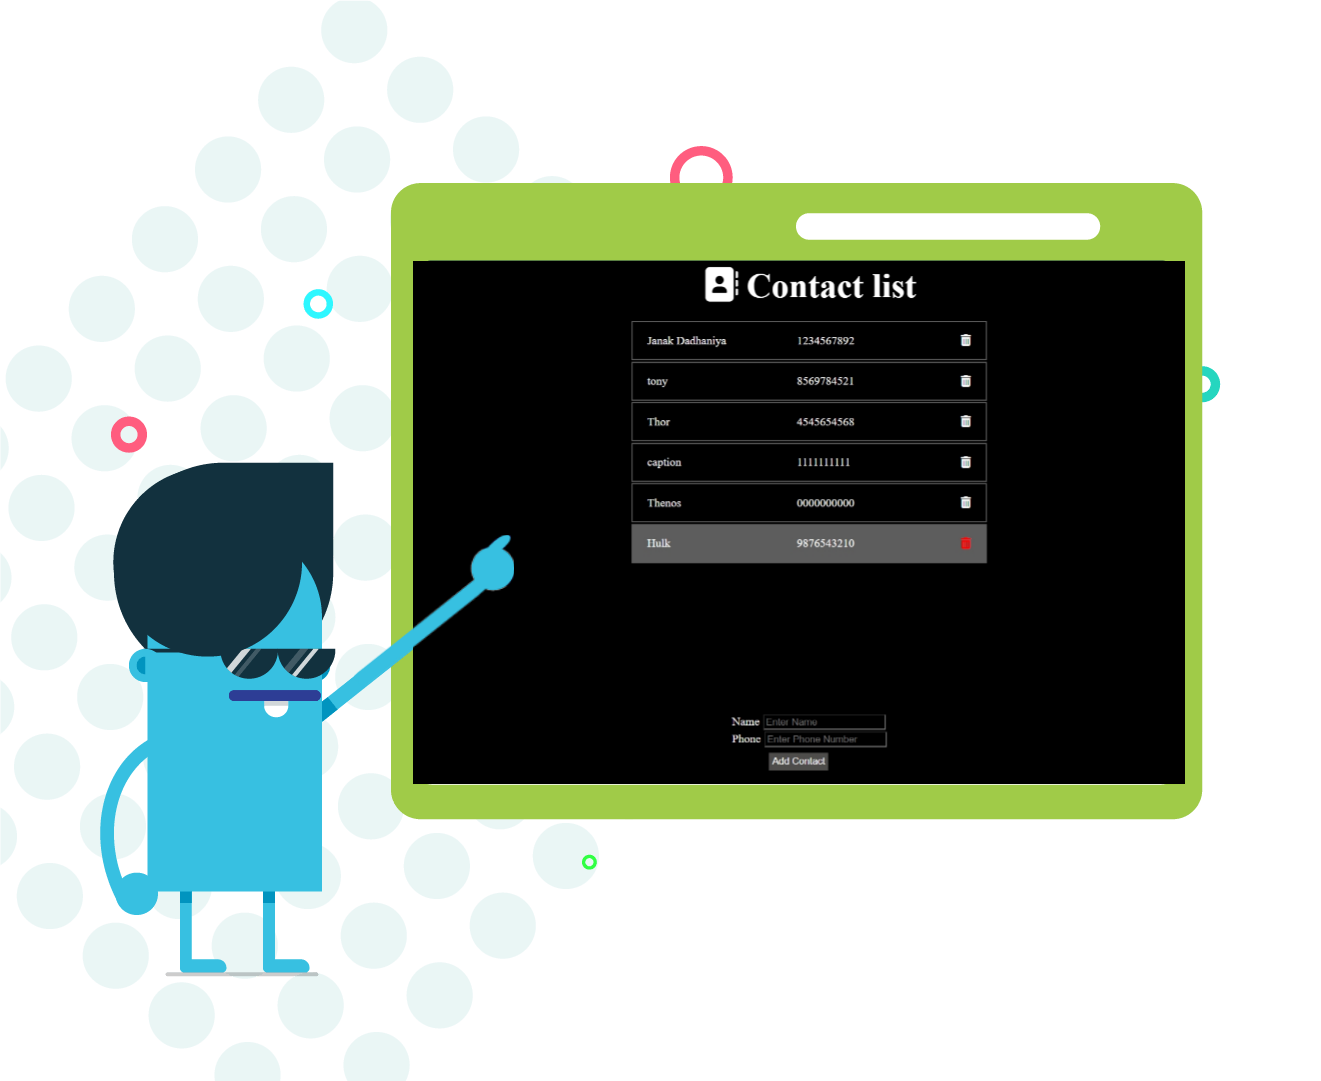 Contact list
Janak Dadhaniya 1234567892
tony 8569784521
Thor 4545654568
caption 1111111111
Thenos 0000000000
Hulk 9876543210
Name Enter Name
Phone Enter Phone Number
Add Contact